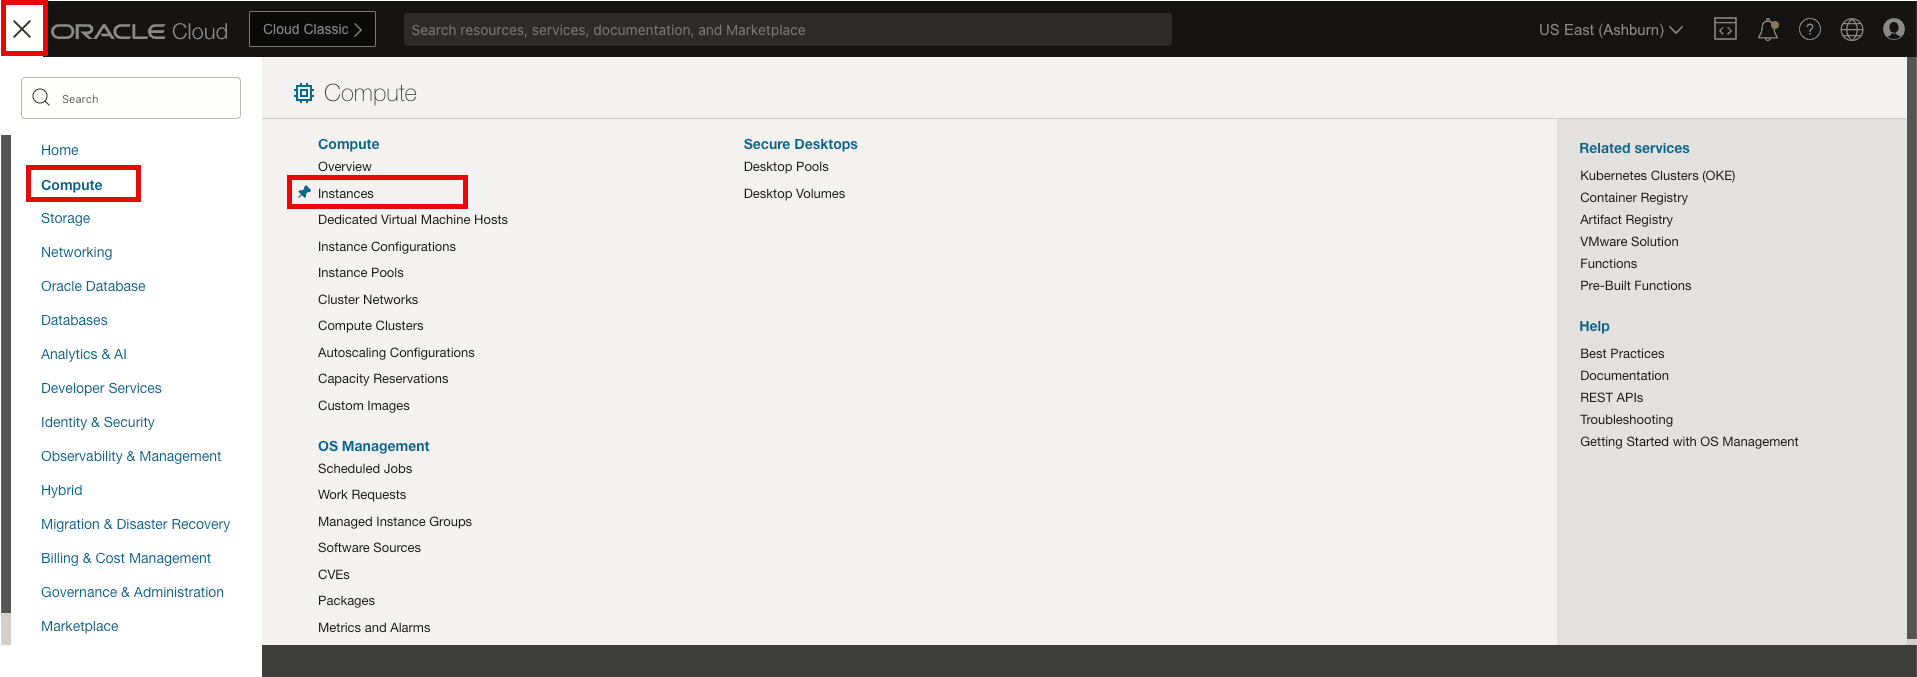 ORACLE Cloud
Cloud Classic
Search resources, services, documentation, and Marketplace
US East (Ashburn)
Search
Home
Compute
Storage
Networking
Oracle Database
Databases
Analytics & AI
Developer Services
Identity & Security
Observability & Management
Hybrid
Migration & Disaster Recovery
Billing & Cost Management
Governance & Administration
Marketplace
Compute
Compute
Overview
Instances
Dedicated Virtual Machine Hosts
Instance Configurations
Instance Pools
Cluster Networks
Compute Clusters
Autoscaling Configurations
Capacity Reservations
Custom Images
OS Management
Scheduled Jobs
Work Requests
Managed Instance Groups
Software Sources
CVEs
Packages
Metrics and Alarms
Secure Desktops
Desktop Pools
Desktop Volumes
Related services
Kubernetes Clusters (OKE)
Container Registry
Artifact Registry
VMware Solution
Functions
Pre-Built Functions
Help
Best Practices
Documentation
REST APIs
Troubleshooting
Getting Started with OS Management